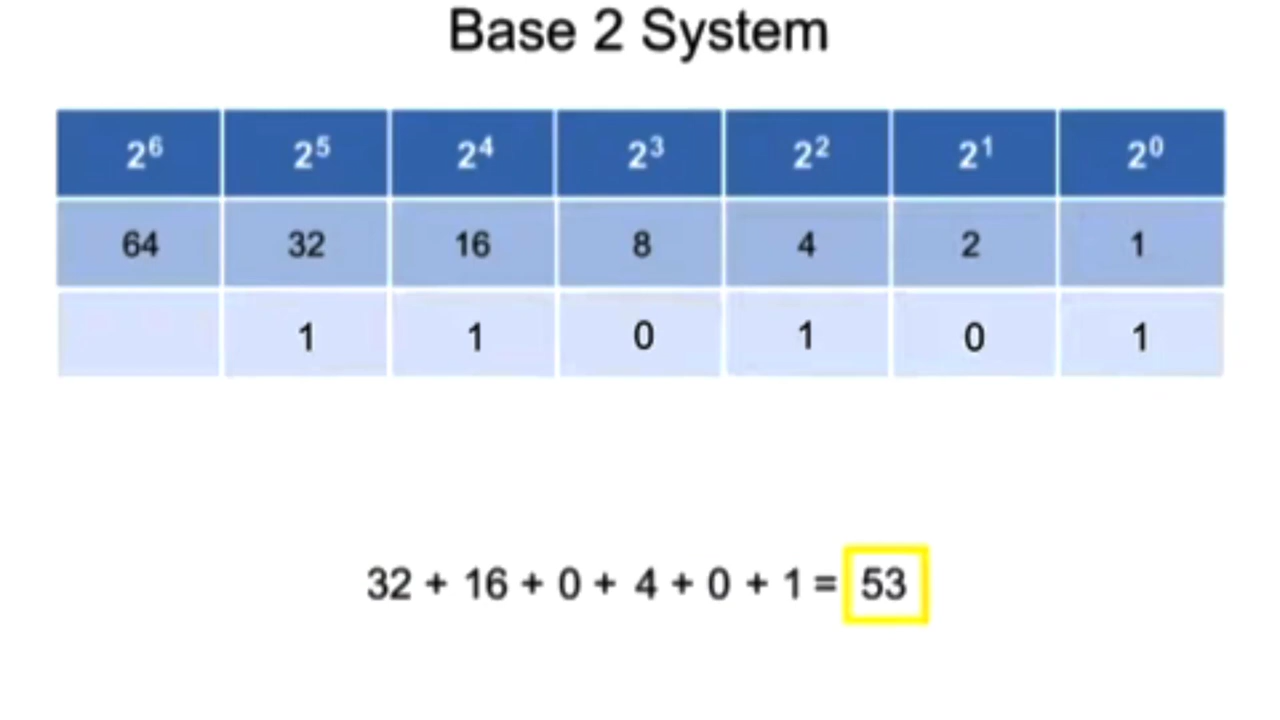 Base 2 System
2⁶ 2⁵ 2⁴ 2³ 2² 2¹ 2⁰
64 32 16 8 4 2 1
1 1 0 1 0 1
32 + 16 + 0 + 4 + 0 + 1 = 53